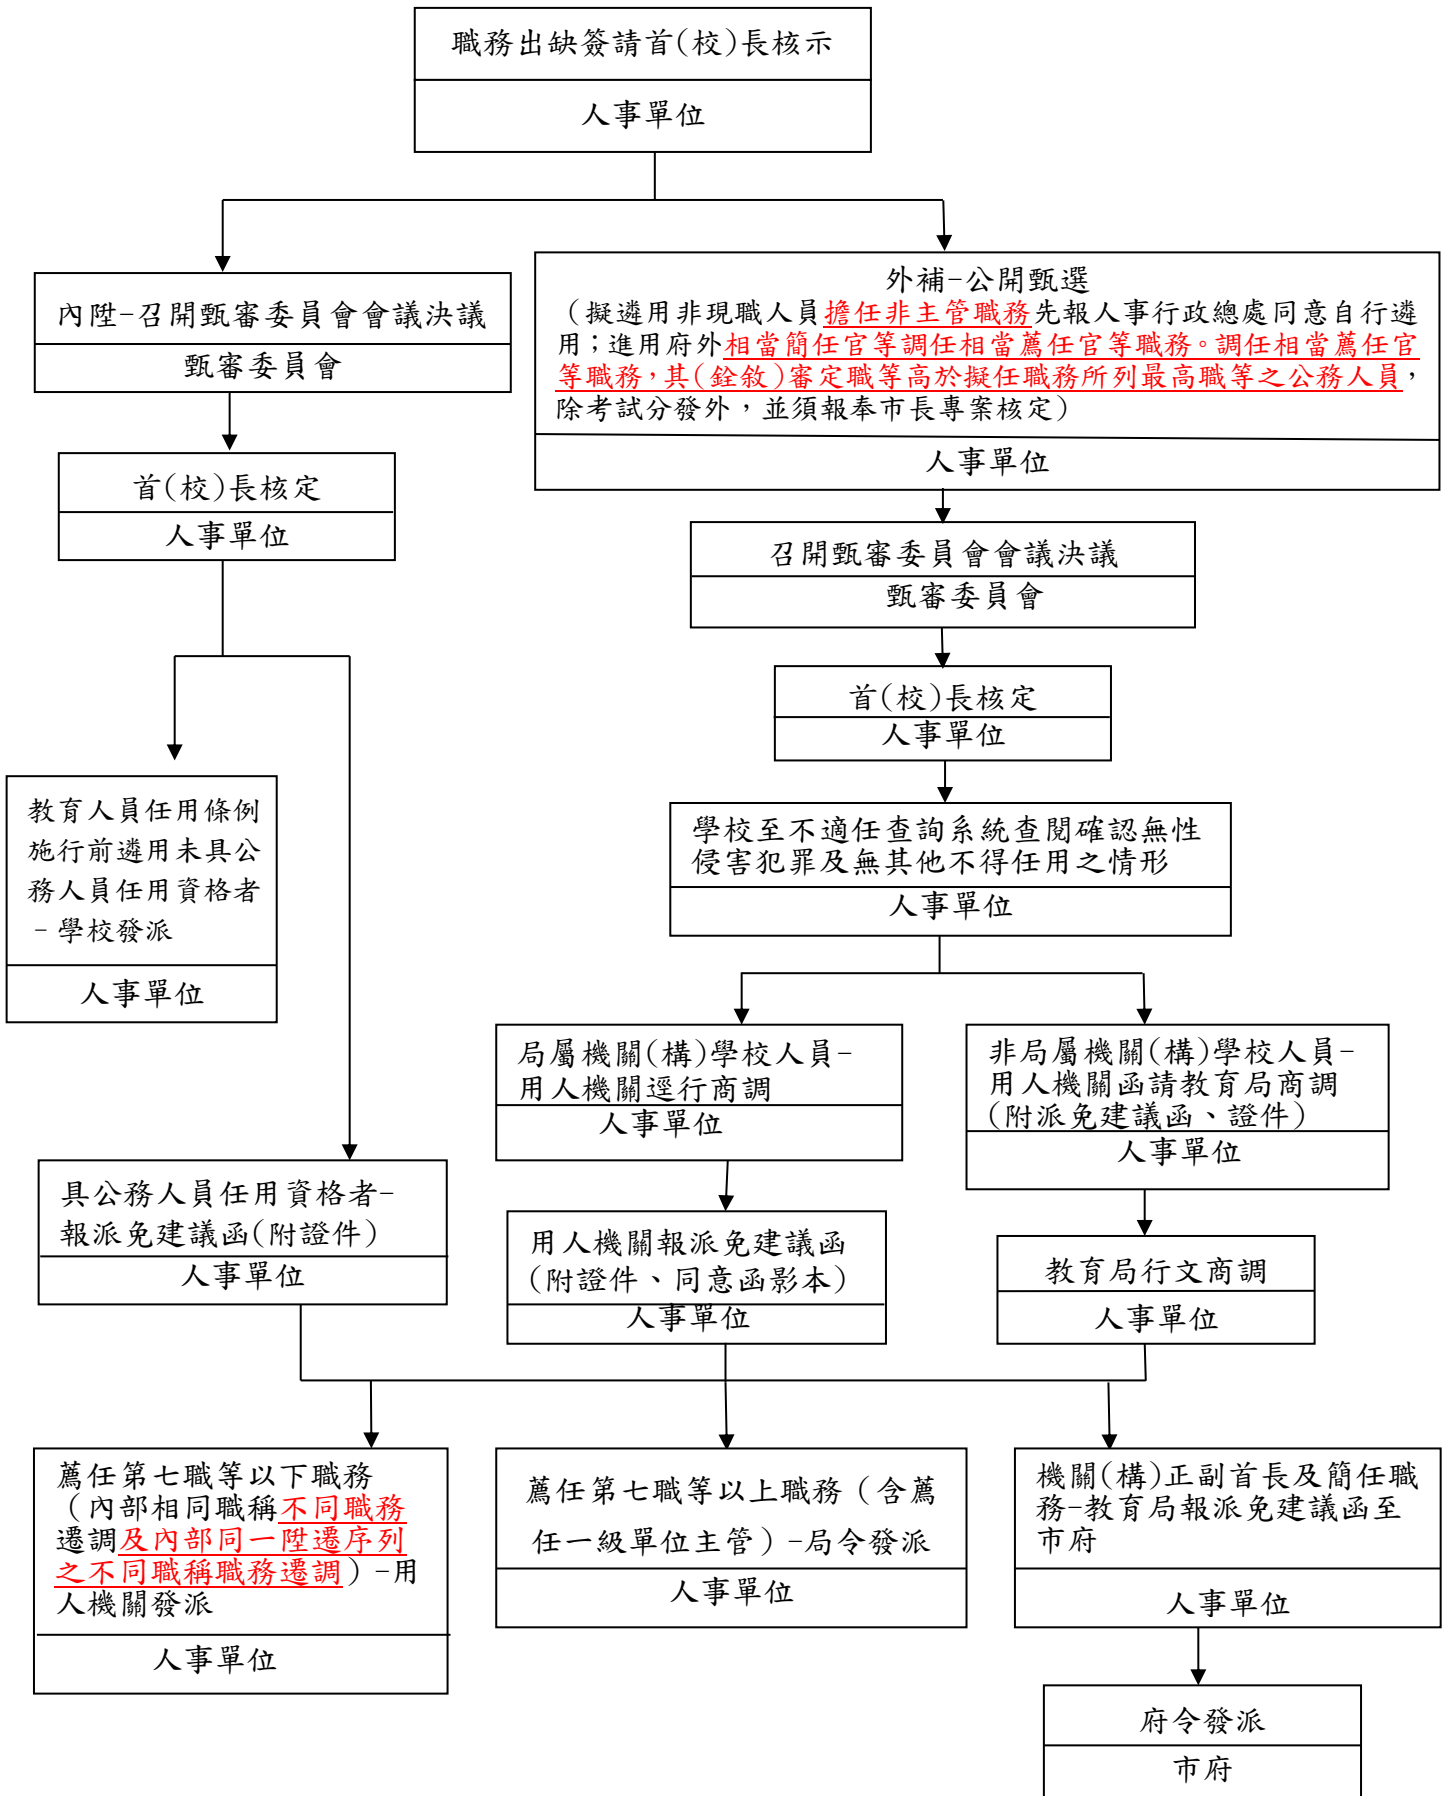 職務出缺簽請首(校)長核示
人事單位
內陞-召開甄審委員會會議決議
甄審委員會
外補-公開甄選
（擬遴用非現職人員擔任非主管職務先報人事行政總處同意自行遴
用；進用府外相當簡任官等調任相當薦任官等職務。調任相當薦任官
等職務，其(銓敘)審定職等高於擬任職務所列最高職等之公務人員，
除考試分發外，並須報奉市長專案核定）
人事單位
首(校)長核定
人事單位
召開甄審委員會會議決議
甄審委員會
首(校)長核定
人事單位
教育人員任用條例
施行前遴用未具公
務人員任用資格者
-學校發派
人事單位
學校至不適任查詢系統查閱確認無性
侵害犯罪及無其他不得任用之情形
人事單位
局屬機關(構)學校人員-
用人機關逕行商調
人事單位
非局屬機關(構)學校人員-
用人機關函請教育局商調
(附派免建議函、證件)
人事單位
具公務人員任用資格者-
報派免建議函(附證件)
人事單位
用人機關報派免建議函
(附證件、同意函影本)
人事單位
教育局行文商調
人事單位
薦任第七職等以下職務
（內部相同職稱不同職務
遷調及內部同一陞遷序列
之不同職稱職務遷調）-用
人機關發派
人事單位
薦任第七職等以上職務（含薦
任一級單位主管）-局令發派
人事單位
機關(構)正副首長及簡任職
務-教育局報派免建議函至
市府
人事單位
府令發派
市府